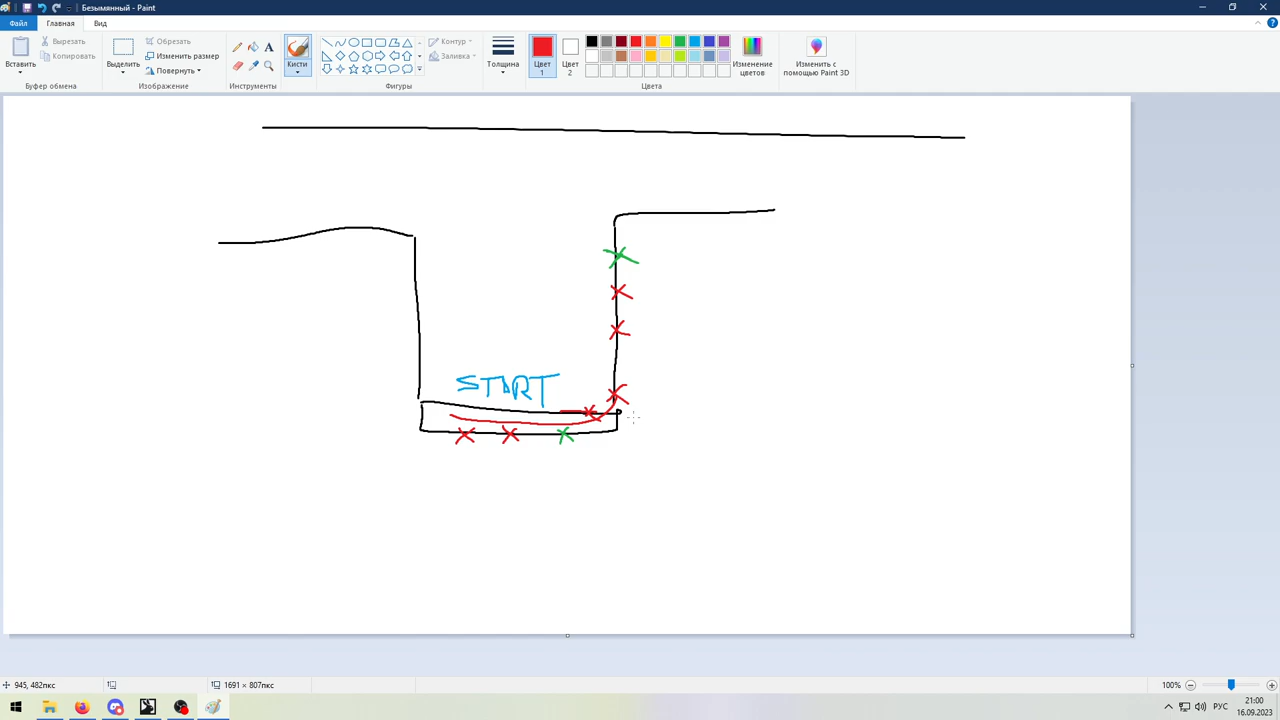 Безымянный - Paint
Файл
Главная
Вид
Вставить
Вырезать
Копировать
Буфер обмена
Выделить
Обрезать
Изменить размер
Повернуть
Изображение
A
Инструменты
Кисти
Контур
Заливка
Фигуры
Толщина
Цвет 1
Цвет 2
Изменение цветов
Цвета
Изменить с помощью Paint 3D
START
945, 482пкс
1691 × 807пкс
100%
РУС
21:00
16.09.2023